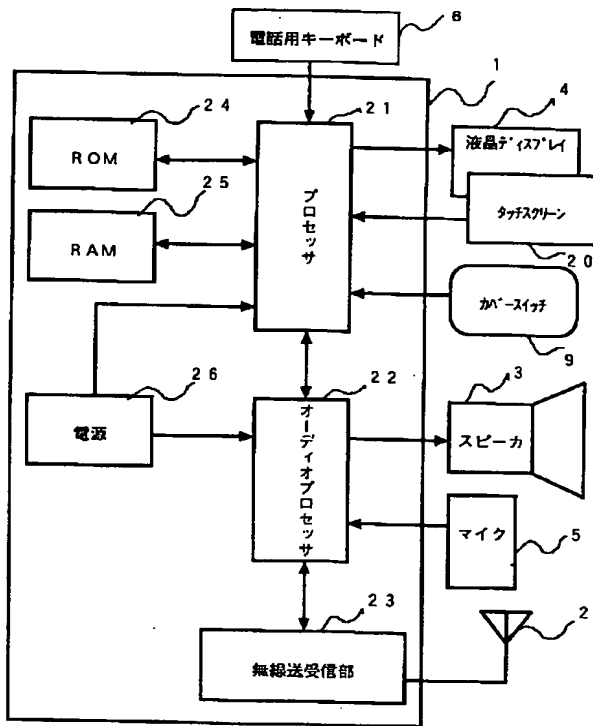 電話用キーボード
6
1
24
ROM
21
プロセッサ
4
液晶ディスプレイ
25
RAM
タッチスクリーン
20
カバースイッチ
9
26
電源
22
オーディオプロセッサ
3
スピーカ
マイク
5
23
無線送受信部
2